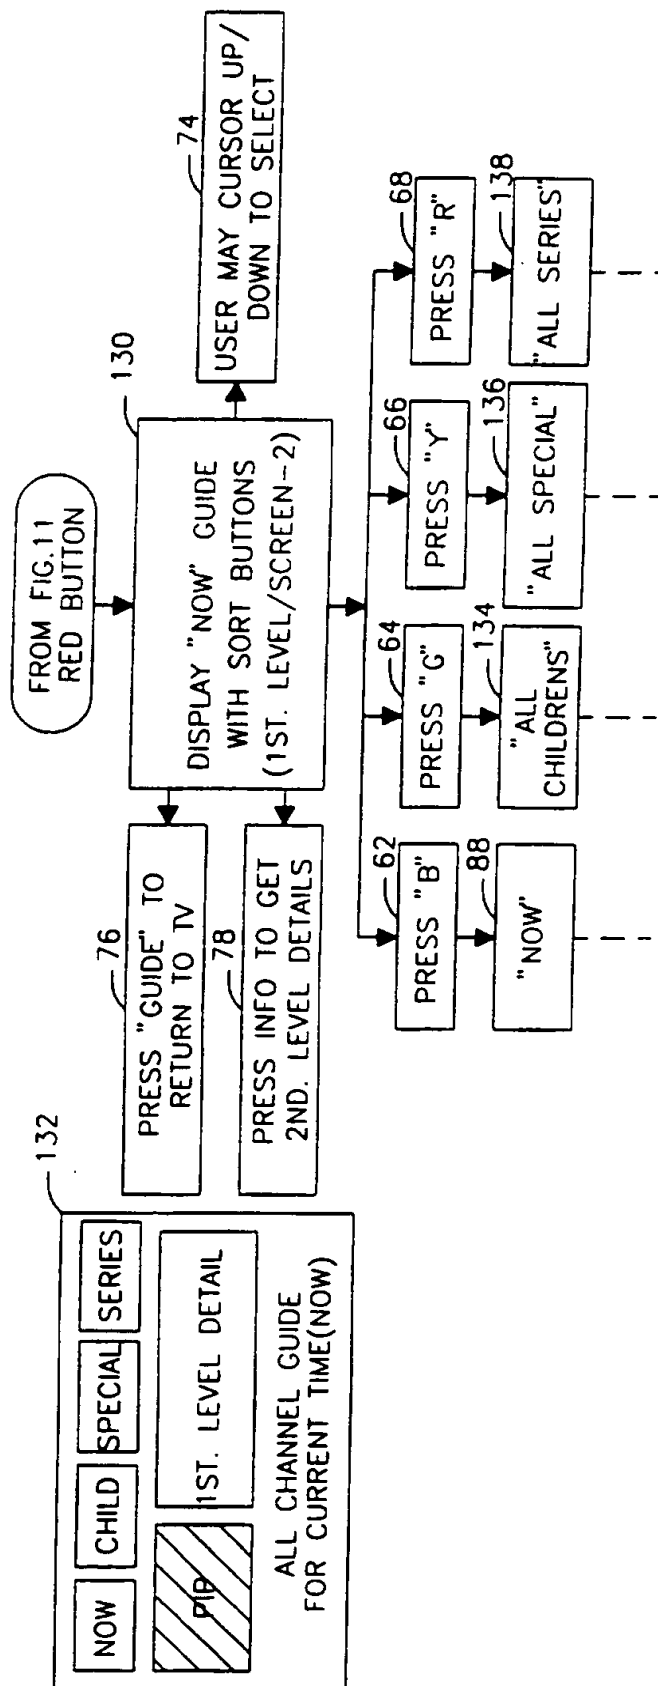 132
NOW
CHILD
SPECIAL
SERIES
PIP
1ST. LEVEL DETAIL
ALL CHANNEL GUIDE
FOR CURRENT TIME(NOW)
FROM FIG.11
RED BUTTON
130
DISPLAY "NOW" GUIDE
WITH SORT BUTTONS
(1ST. LEVEL/SCREEN-2)
76
PRESS "GUIDE" TO
RETURN TO TV
78
PRESS INFO TO GET
2ND. LEVEL DETAILS
74
USER MAY CURSOR UP/
DOWN TO SELECT
62
PRESS "B"
64
PRESS "G"
66
PRESS "Y"
68
PRESS "R"
88
"NOW"
134
"ALL
CHILDRENS"
136
"ALL SPECIAL"
138
"ALL SERIES"